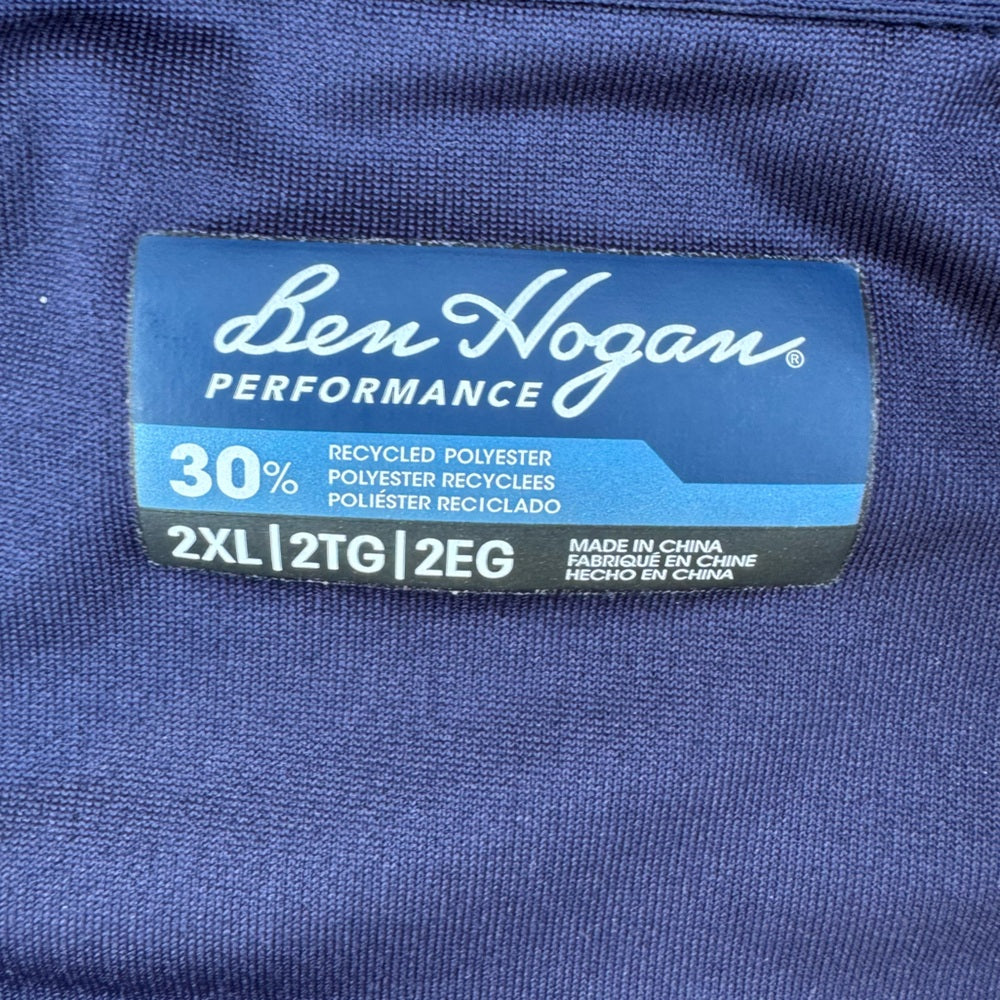 Ben Hogan®
PERFORMANCE
30%
RECYCLED POLYESTER
POLYESTER RECYCLEES
POLIÉSTER RECICLADO
2XL|2TG|2EG
MADE IN CHINA
FABRIQUÉ EN CHINE
HECHO EN CHINA